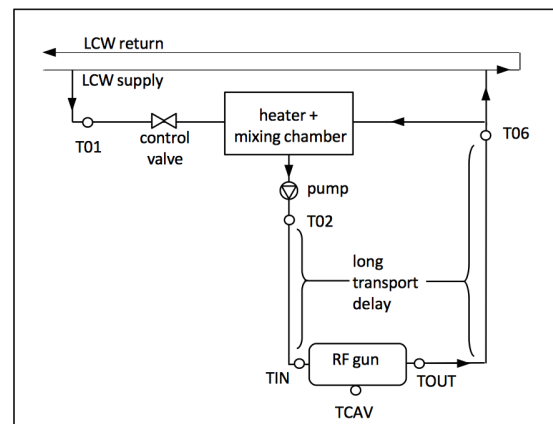 LCW return
LCW supply
heater +
mixing chamber
T01
control
valve
T06
pump
T02
long
transport
delay
TIN
RF gun
TOUT
TCAV